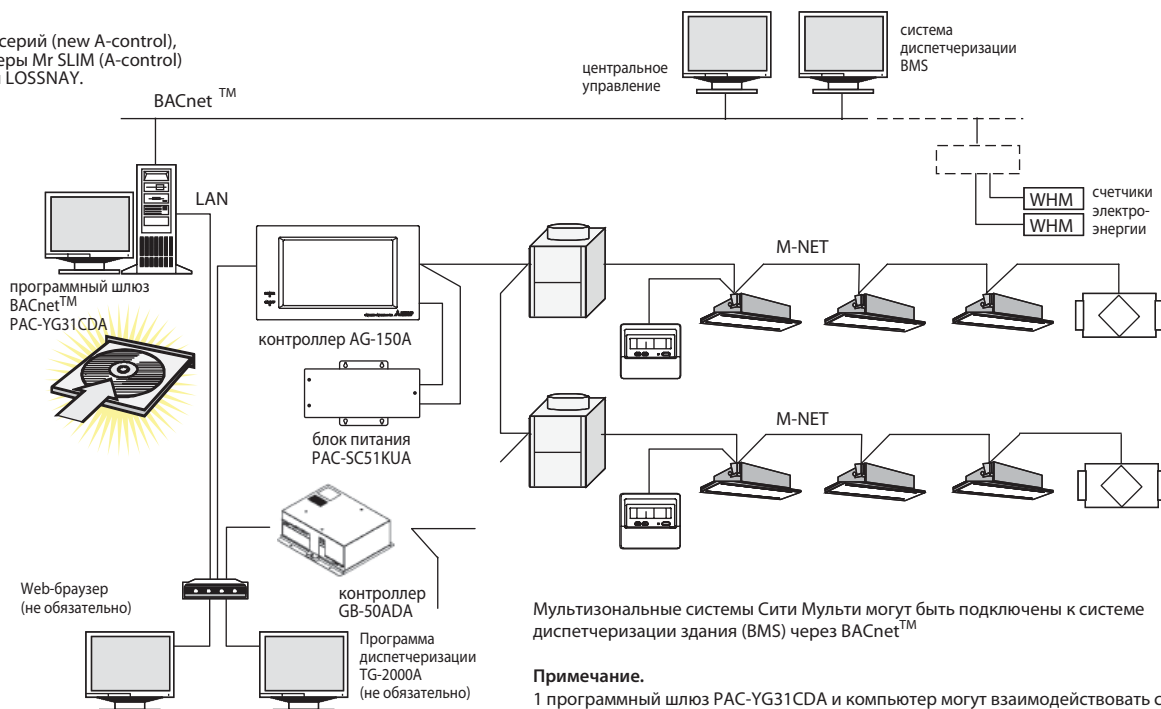 серий (new A-control),
еры Mr SLIM (A-control)
LOSSNAY.
BACnet TM
центральное
управление
система
диспетчеризации
BMS
LAN
WHM
WHM
счетчики
электро-
энергии
M-NET
программный шлюз
BACnetTM
PAC-YG31CDA
контроллер AG-150A
блок питания
PAC-SC51KUA
M-NET
Web-браузер
(не обязательно)
контроллер
GB-50ADA
Программа
диспетчеризации
TG-2000A
(не обязательно)
Мультизональные системы Сити Мульти могут быть подключены к системе
диспетчеризации здания (BMS) через BACnetTM
Примечание.
1 программный шлюз PAC-YG31CDA и компьютер могут взаимодействовать с